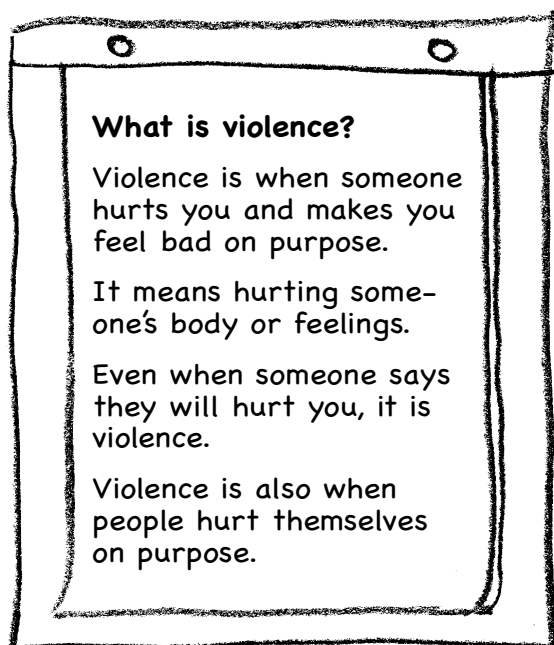 What is violence?
Violence is when someone
hurts you and makes you
feel bad on purpose.
It means hurting some-
one's body or feelings.
Even when someone says
they will hurt you, it is
violence.
Violence is also when
people hurt themselves
on purpose.